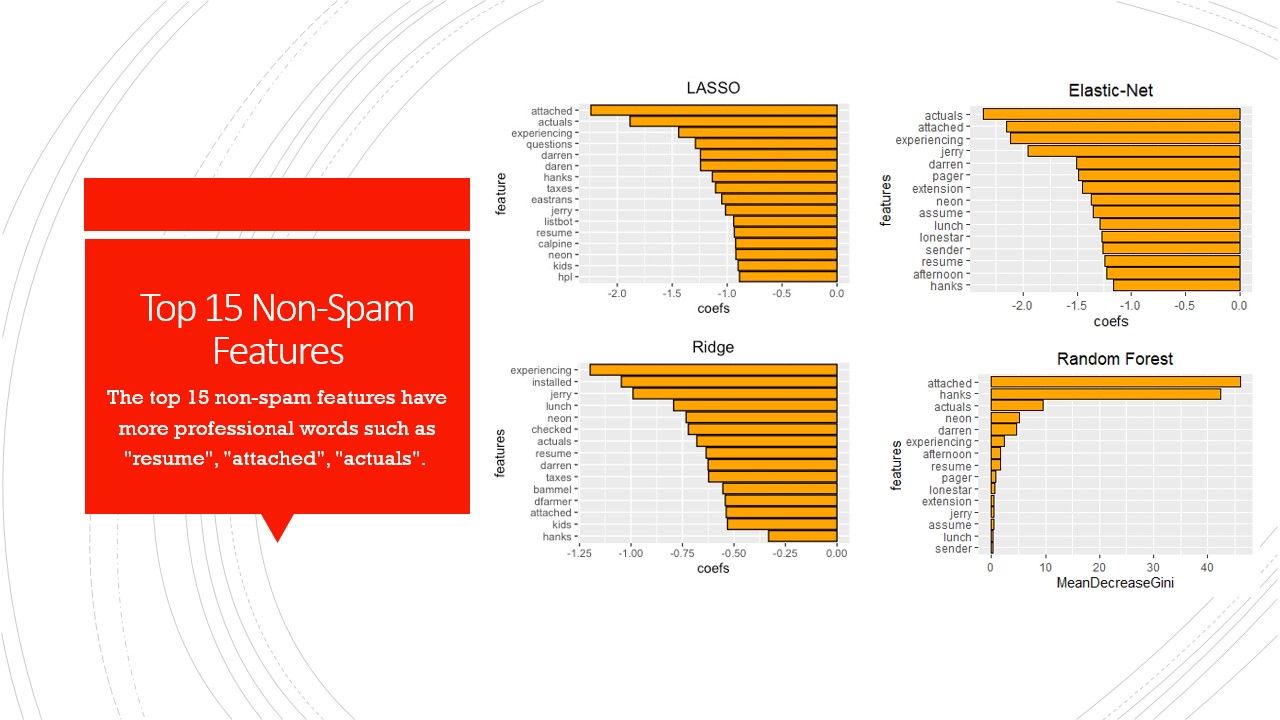 Top 15 Non-Spam
Features
The top 15 non-spam features have
more professional words such as
"resume", "attached", "actuals".
LASSO
feature
attached
actuals
experiencing
questions
darren
daren
hanks
taxes
eastrans
jerry
listbot
resume
calpine
neon
kids
hpl
-2.0 -1.5 -1.0 -0.5 0.0
coefs
Elastic-Net
features
actuals
attached
experiencing
jerry
darren
pager
extension
neon
assume
lunch
lonestar
sender
resume
afternoon
hanks
-2.0 -1.5 -1.0 -0.5 0.0
coefs
Ridge
features
experiencing
installed
jerry
lunch
neon
checked
actuals
resume
darren
taxes
bammel
dfarmer
attached
kids
hanks
-1.25 -1.00 -0.75 -0.50 -0.25 0.00
coefs
Random Forest
features
attached
hanks
actuals
neon
darren
experiencing
afternoon
resume
pager
lonestar
extension
jerry
assume
lunch
sender
0 10 20 30 40
MeanDecreaseGini